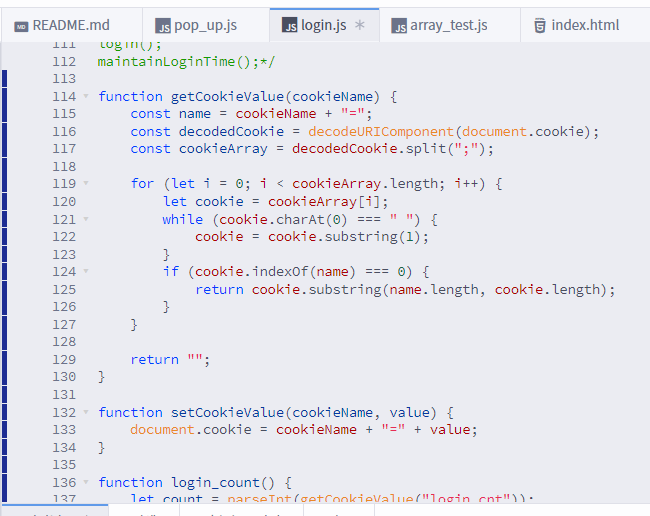 README.md
pop_up.js
login.js
array_test.js
index.html
111 login();
112 maintainLoginTime();*/
113
114 function getCookieValue(cookieName) {
115     const name = cookieName + "=";
116     const decodedCookie = decodeURIComponent(document.cookie);
117     const cookieArray = decodedCookie.split(";");
118
119     for (let i = 0; i < cookieArray.length; i++) {
120         let cookie = cookieArray[i];
121         while (cookie.charAt(0) === " ") {
122             cookie = cookie.substring(1);
123         }
124         if (cookie.indexOf(name) === 0) {
125             return cookie.substring(name.length, cookie.length);
126         }
127     }
128
129     return "";
130 }
131
132 function setCookieValue(cookieName, value) {
133     document.cookie = cookieName + "=" + value;
134 }
135
136 function login_count() {
137     let count = parseInt(getCookieValue("login_cnt"));